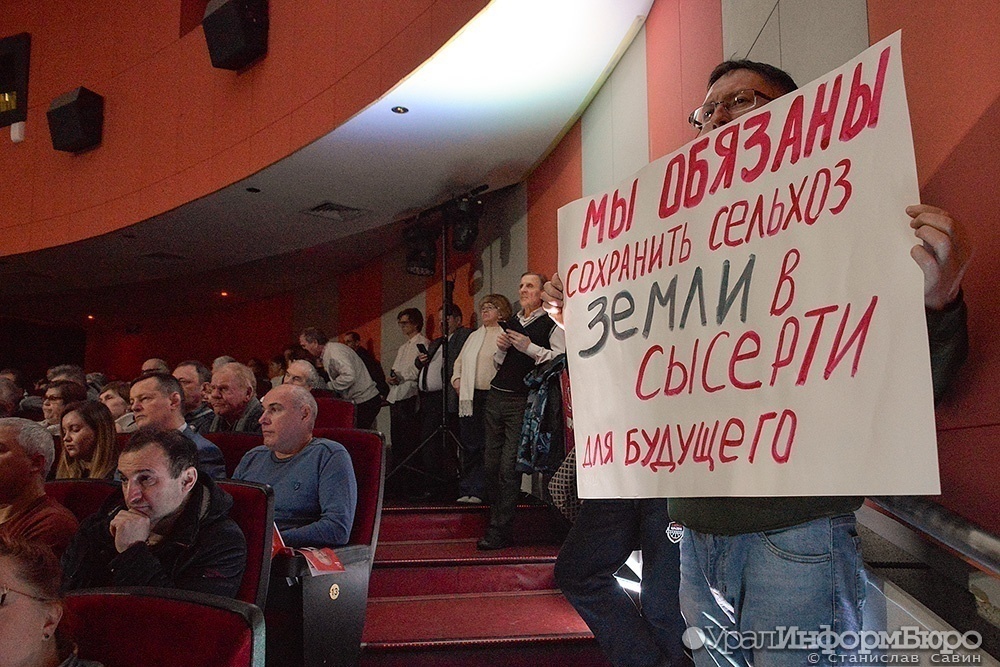 МЫ ОБЯЗАНЫ
СОХРАНИТЬ СЕЛЬХОЗ
ЗЕМЛИ В
СЫСЕРТИ
ДЛЯ БУДУЩЕГО
УралИнформБюро
© Станислав Савин